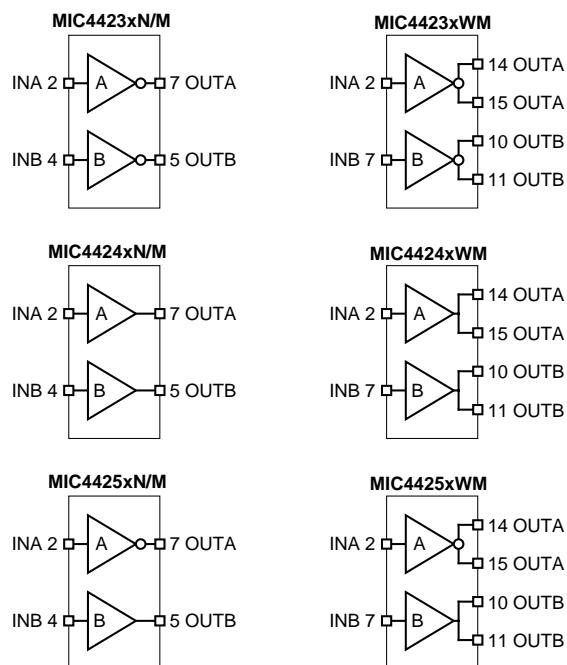 MIC4423xN/M
INA 2 A 7 OUTA
INB 4 B 5 OUTB
MIC4423xWM
INA 2 A 14 OUTA
15 OUTA
INB 7 B 10 OUTB
11 OUTB
MIC4424xN/M
INA 2 A 7 OUTA
INB 4 B 5 OUTB
MIC4424xWM
INA 2 A 14 OUTA
15 OUTA
INB 7 B 10 OUTB
11 OUTB
MIC4425xN/M
INA 2 A 7 OUTA
INB 4 B 5 OUTB
MIC4425xWM
INA 2 A 14 OUTA
15 OUTA
INB 7 B 10 OUTB
11 OUTB